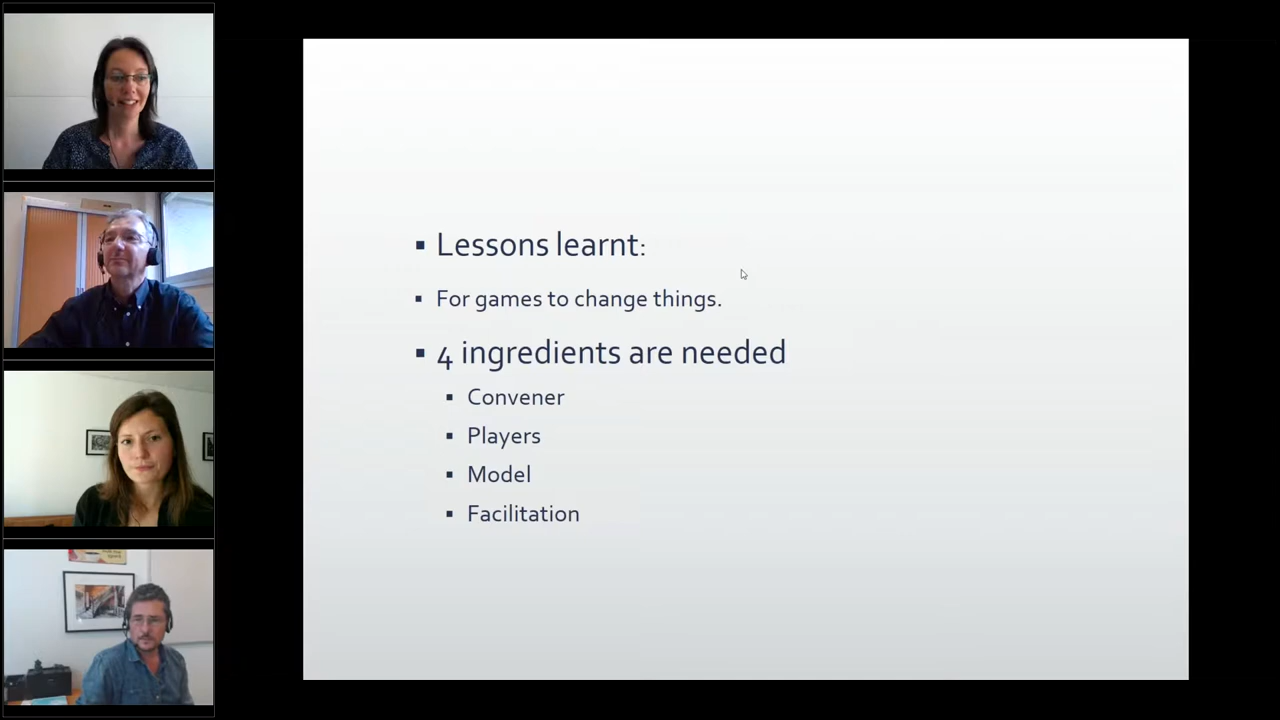 Lessons learnt:
For games to change things.
4 ingredients are needed
Convener
Players
Model
Facilitation